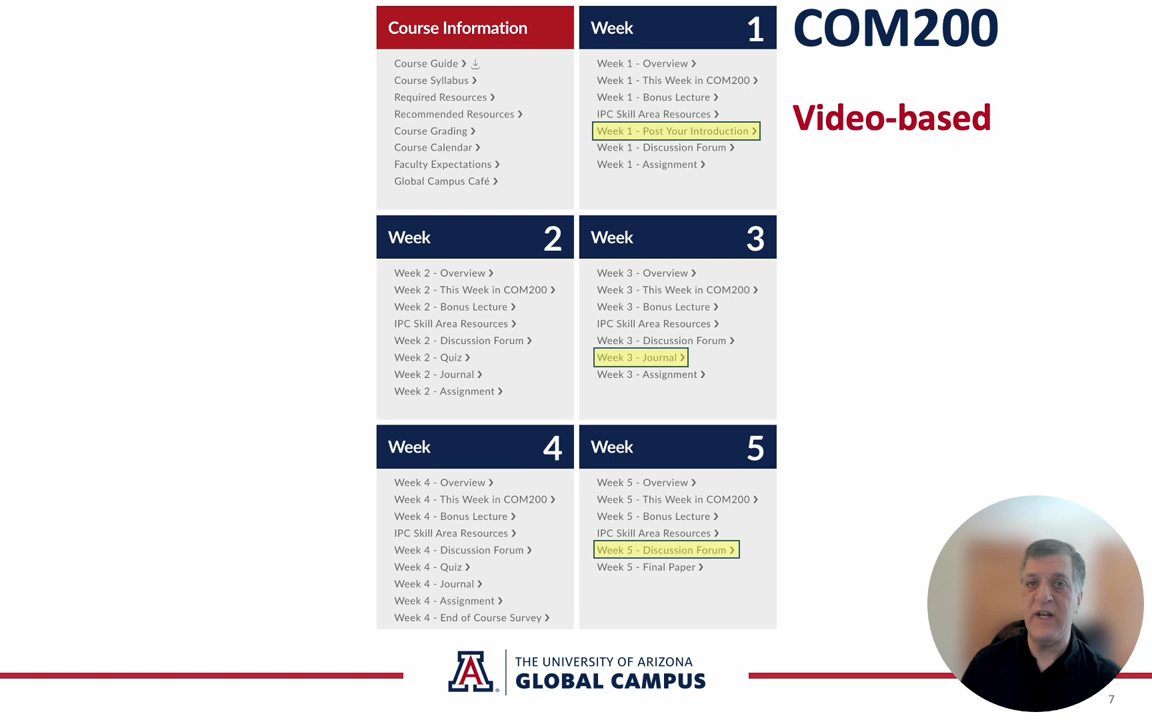 Course Information
Course Guide
Course Syllabus
Required Resources
Recommended Resources
Course Grading
Course Calendar
Faculty Expectations
Global Campus Café
Week 1
Week 1 - Overview
Week 1 - This Week in COM200
Week 1 - Bonus Lecture
IPC Skill Area Resources
Week 1 - Post Your Introduction
Week 1 - Discussion Forum
Week 1 - Assignment
COM200
Video-based
Week 2
Week 2 - Overview
Week 2 - This Week in COM200
Week 2 - Bonus Lecture
IPC Skill Area Resources
Week 2 - Discussion Forum
Week 2 - Quiz
Week 2 - Journal
Week 2 - Assignment
Week 3
Week 3 - Overview
Week 3 - This Week in COM200
Week 3 - Bonus Lecture
IPC Skill Area Resources
Week 3 - Discussion Forum
Week 3 - Journal
Week 3 - Assignment
Week 4
Week 4 - Overview
Week 4 - This Week in COM200
Week 4 - Bonus Lecture
IPC Skill Area Resources
Week 4 - Discussion Forum
Week 4 - Quiz
Week 4 - Journal
Week 4 - Assignment
Week 4 - End of Course Survey
Week 5
Week 5 - Overview
Week 5 - This Week in COM200
Week 5 - Bonus Lecture
IPC Skill Area Resources
Week 5 - Discussion Forum
Week 5 - Final Paper
A
THE UNIVERSITY OF ARIZONA
GLOBAL CAMPUS
7